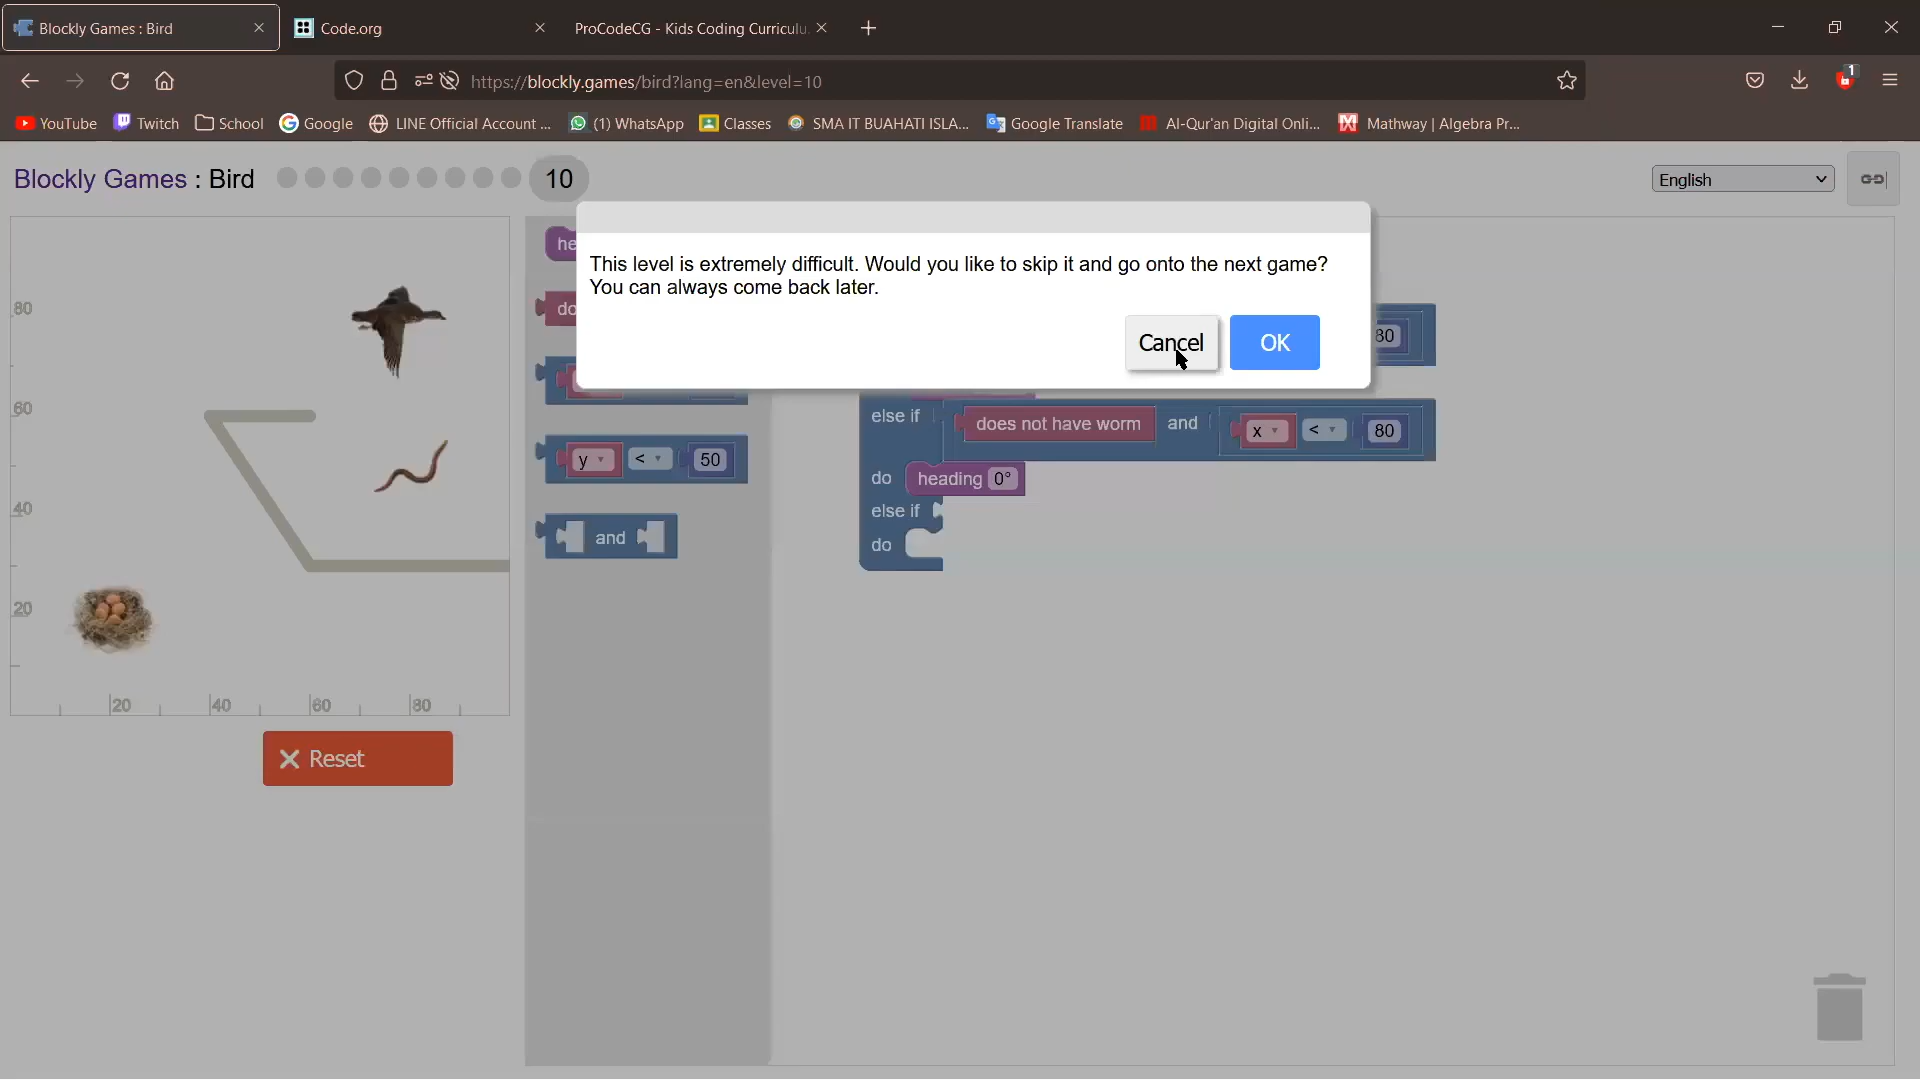 Blockly Games : Bird
Code.org
ProCodeCG - Kids Coding Curriculu
https://blockly.games/bird?lang=en&level=10
1
YouTube
Twitch
School
Google
LINE Official Account ...
(1) WhatsApp
Classes
SMA IT BUAHATI ISLA...
Google Translate
Al-Qur'an Digital Onli...
Mathway | Algebra Pr...
Blockly Games : Bird
10
English
This level is extremely difficult. Would you like to skip it and go onto the next game?
You can always come back later.
Cancel
OK
80
60
40
20
20
40
60
80
Reset
he
do
y < 50
and
80
else if does not have worm and x < 80
do heading 0°
else if
do